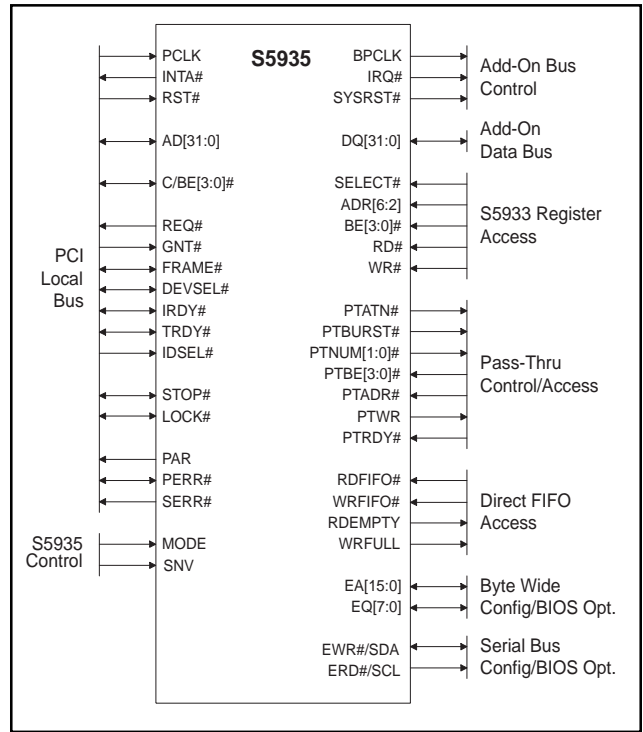 S5935
PCLK
INTA#
RST#
AD[31:0]
C/BE[3:0]#
REQ#
GNT#
FRAME#
DEVSEL#
IRDY#
TRDY#
IDSEL#
STOP#
LOCK#
PAR
PERR#
SERR#
MODE
SNV
PCI
Local
Bus
S5935
Control
BPCLK
IRQ#
SYSRST#
DQ[31:0]
SELECT#
ADR[6:2]
BE[3:0]#
RD#
WR#
PTATN#
PTBURST#
PTNUM[1:0]#
PTBE[3:0]#
PTADR#
PTWR
PTRDY#
RDFIFO#
WRFIFO#
RDEMPTY
WRFULL
EA[15:0]
EQ[7:0]
EWR#/SDA
ERD#/SCL
Add-On Bus
Control
Add-On
Data Bus
S5933 Register
Access
Pass-Thru
Control/Access
Direct FIFO
Access
Byte Wide
Config/BIOS Opt.
Serial Bus
Config/BIOS Opt.